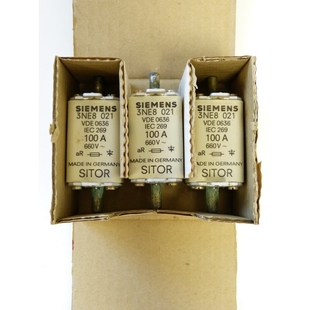 SIEMENS
3NE8 021
VDE 0636
IEC 269
100 A
660V~
aR
MADE IN GERMANY
SITOR
SIEMENS
3NE8 021
VDE 0636
IEC 269
100 A
660V~
aR
MADE IN GERMANY
SITOR
SIEMENS
3NE8 021
VDE 0636
IEC 269
100 A
660V~
aR
MADE IN GERMANY
SITOR